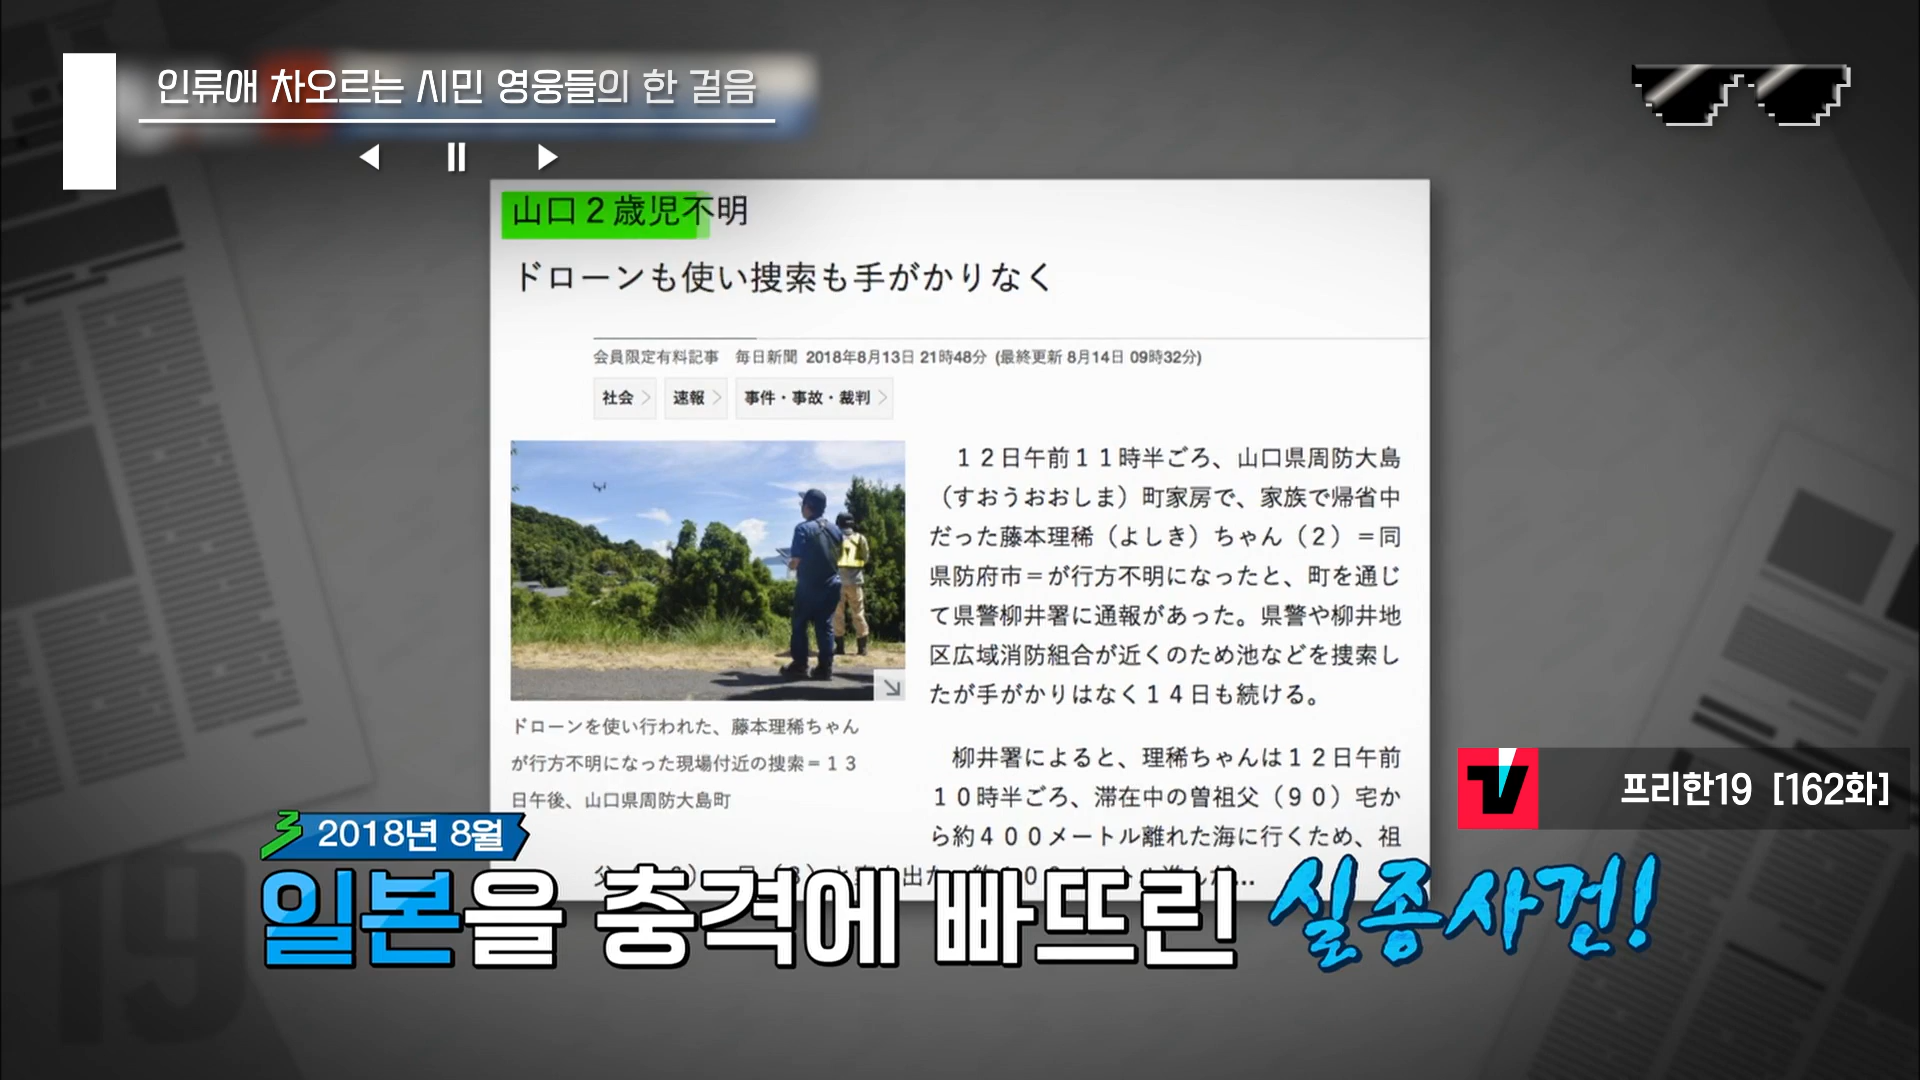 인류애 차오르는 시민 영웅들의 한 걸음
山口２歳児不明
ドローンも使い捜索も手がかりなく
会員限定有料記事 毎日新聞 2018年8月13日 21時48分 (最終更新 8月14日 09時32分)
社会 速報 事件・事故・裁判
１２日午前１１時半ごろ、山口県周防大島
（すおうおおしま）町家房で、家族で帰省中
だった藤本理稀（よしき）ちゃん（２）＝同
県防府市＝が行方不明になったと、町を通じ
て県警柳井署に通報があった。県警や柳井地
区広域消防組合が近くのため池などを捜索し
たが手がかりはなく１４日も続ける。
ドローンを使い行われた、藤本理稀ちゃん
が行方不明になった現場付近の捜索＝１３
日午後、山口県周防大島町
柳井署によると、理稀ちゃんは１２日午前
１０時半ごろ、滞在中の曽祖父（９０）宅か
ら約４００メートル離れた海に行くため、祖
프리한19 [162화]
2018년 8월
일본을 충격에 빠뜨린 실종사건!
19